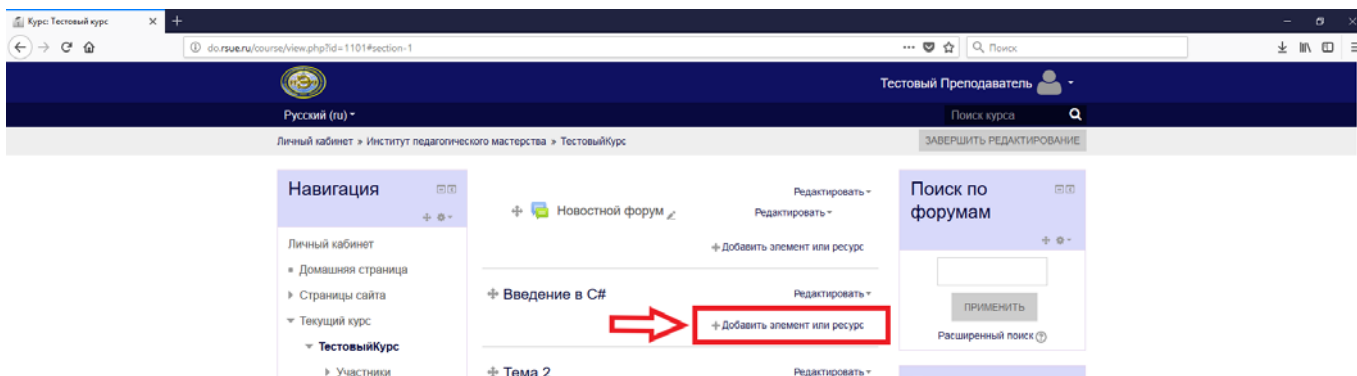 Курс: Тестовый курс
do.rsue.ru/course/view.php?id=1101#section-1
Поиск
Тестовый Преподаватель
Русский (ru)
Поиск курса
Личный кабинет » Институт педагогического мастерства » ТестовыйКурс
ЗАВЕРШИТЬ РЕДАКТИРОВАНИЕ
Навигация
Личный кабинет
Домашняя страница
Страницы сайта
Текущий курс
ТестовыйКурс
Участники
Редактировать
Новостной форум
Редактировать
Добавить элемент или ресурс
Введение в C#
Редактировать
Добавить элемент или ресурс
Тема 2
Редактировать
Поиск по
форумам
ПРИМЕНИТЬ
Расширенный поиск